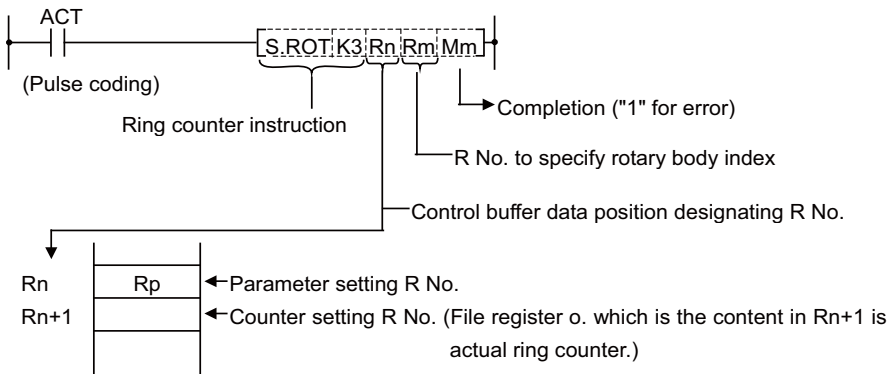 ACT
S.ROT K3 Rn Rm Mm
(Pulse coding)
Completion ("1" for error)
Ring counter instruction
R No. to specify rotary body index
Control buffer data position designating R No.
Rn Rp Parameter setting R No.
Rn+1 Counter setting R No. (File register o. which is the content in Rn+1 is
actual ring counter.)